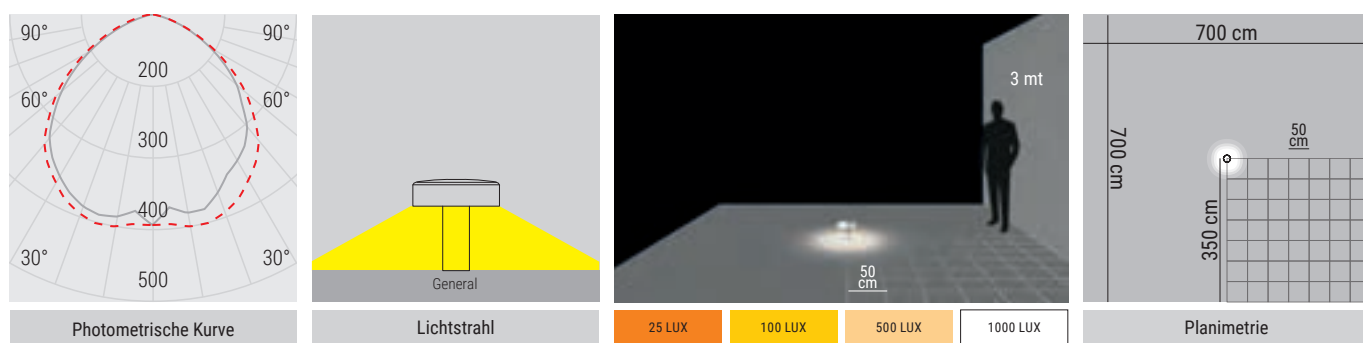 90°
90°
200
60°
60°
300
400
30°
30°
500
Photometrische Kurve
General
Lichtstrahl
3 mt
50
cm
25 LUX
100 LUX
500 LUX
1000 LUX
700 cm
700 cm
50
cm
350 cm
Planimetrie